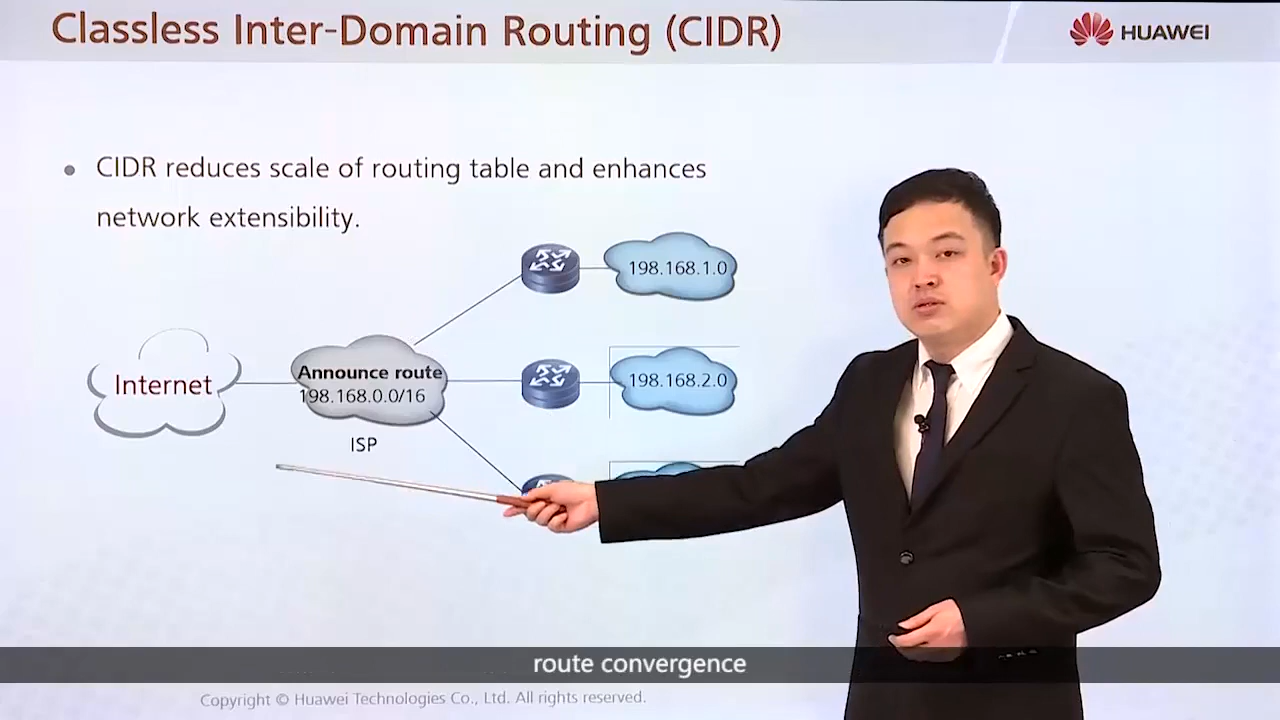 Classless Inter-Domain Routing (CIDR)
HUAWEI
• CIDR reduces scale of routing table and enhances
network extensibility.
198.168.1.0
Internet
Announce route
198.168.0.0/16
198.168.2.0
ISP
route convergence
Copyright © Huawei Technologies Co., Ltd. All rights reserved.